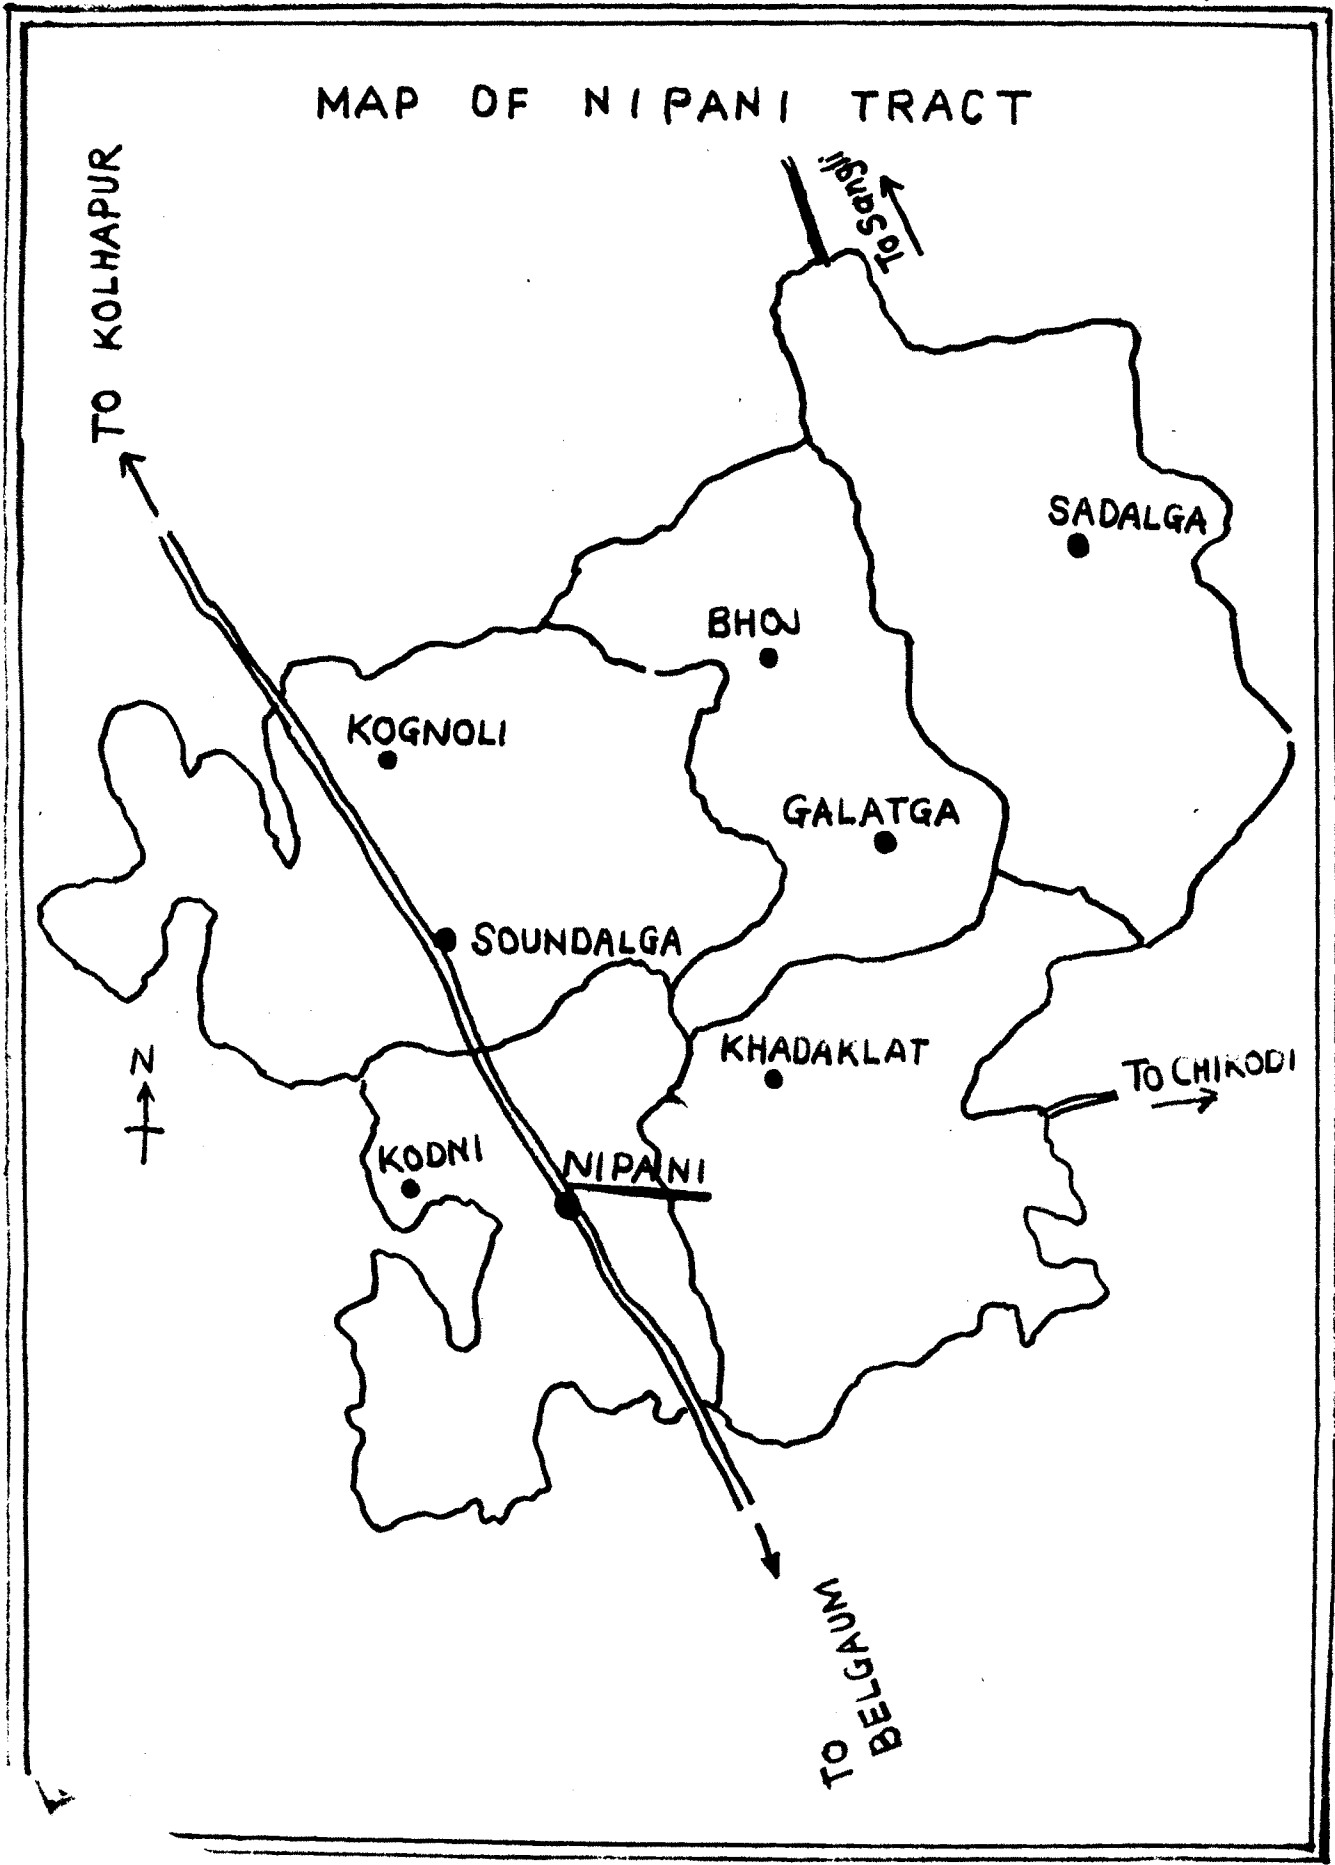 MAP OF NIPANI TRACT
TO KOLHAPUR
To Sangli
SADALGA
BHOJ
KOGNOLI
GALATGA
SOUNDALGA
KHADAKLAT
N
TO CHIKODI
KODNI
NIPANI
TO
BELGAUM